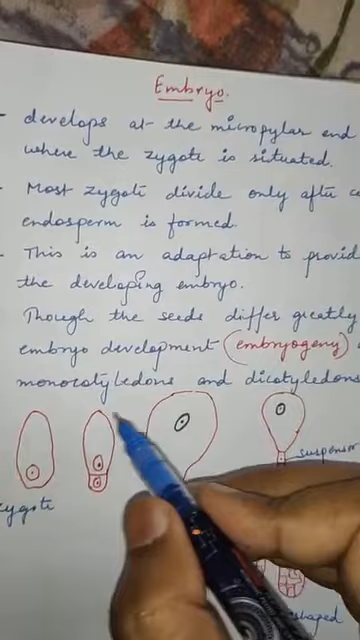 Embryo.
- develops at the micropylar end
where the zygote is situated.
- Most zygote divide only after
endosperm is formed.
- This is an adaptation to provid
the developing embryo.
Though the seeds differ greatly
embryo development (embryogeny)
monocotyledons and dicotyledons
suspensor
zygote
shaped